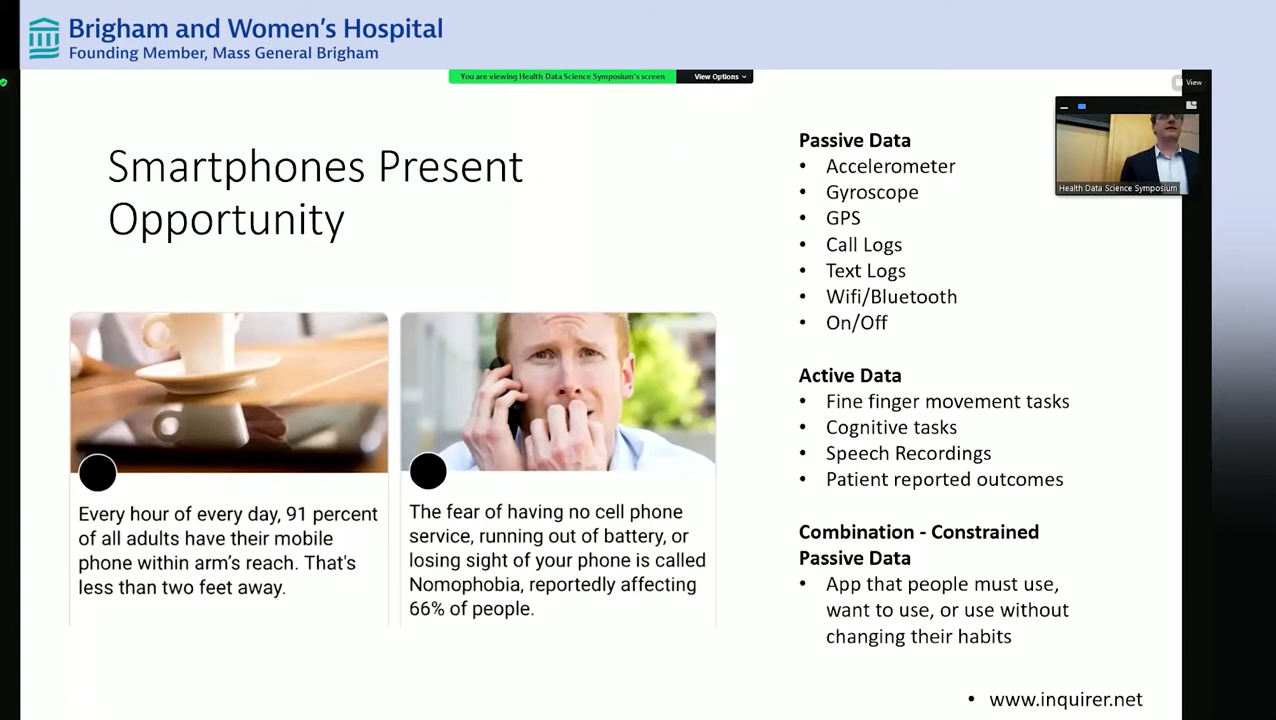 Brigham and Women's Hospital
Founding Member, Mass General Brigham
You are viewing Health Data Science Symposium's screen
View Options
View
Health Data Science Symposium
Smartphones Present
Opportunity
Every hour of every day, 91 percent
of all adults have their mobile
phone within arm's reach. That's
less than two feet away.
The fear of having no cell phone
service, running out of battery, or
losing sight of your phone is called
Nomophobia, reportedly affecting
66% of people.
Passive Data
• Accelerometer
• Gyroscope
• GPS
• Call Logs
• Text Logs
• Wifi/Bluetooth
• On/Off
Active Data
• Fine finger movement tasks
• Cognitive tasks
• Speech Recordings
• Patient reported outcomes
Combination - Constrained
Passive Data
• App that people must use,
want to use, or use without
changing their habits
• www.inquirer.net